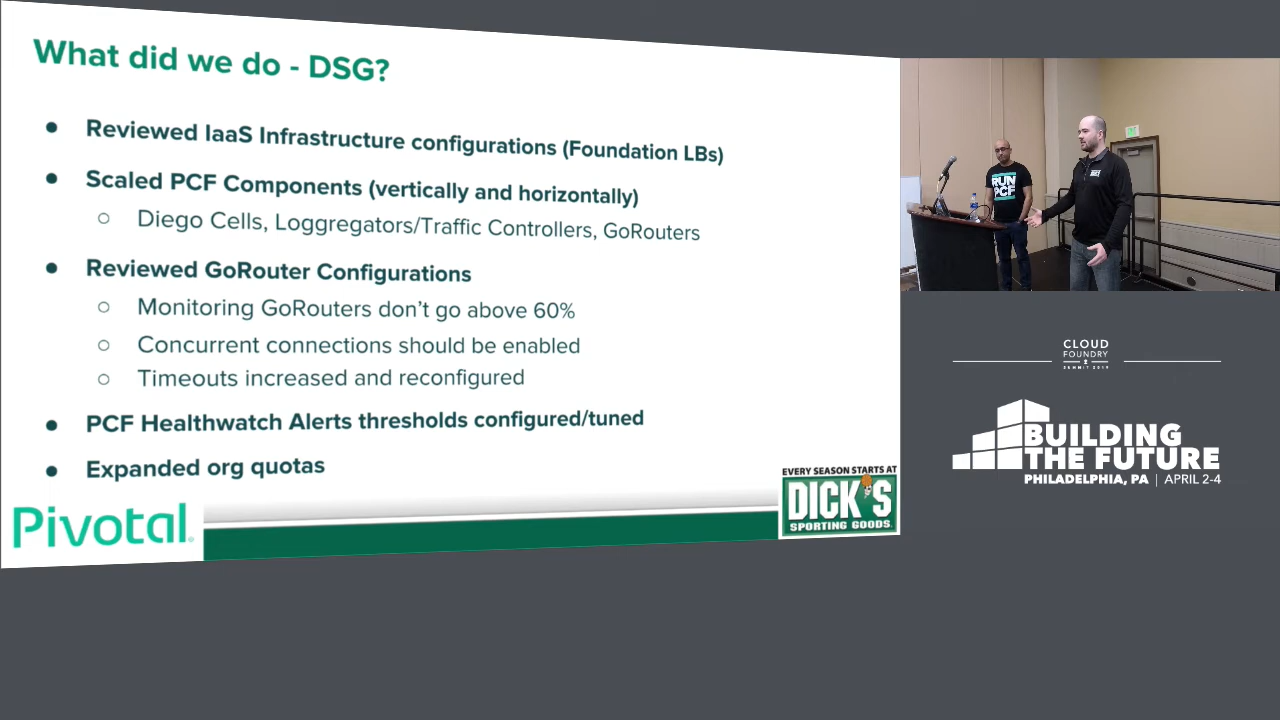 What did we do - DSG?
● Reviewed IaaS Infrastructure configurations (Foundation LBs)
● Scaled PCF Components (vertically and horizontally)
○ Diego Cells, Loggregators/Traffic Controllers, GoRouters
● Reviewed GoRouter Configurations
○ Monitoring GoRouters don't go above 60%
○ Concurrent connections should be enabled
○ Timeouts increased and reconfigured
● PCF Healthwatch Alerts thresholds configured/tuned
● Expanded org quotas
Pivotal
EVERY SEASON STARTS AT
DICK'S
SPORTING GOODS
RUN
PCF
CLOUD
FOUNDRY
SUMMIT 2019
BUILDING
THE FUTURE
PHILADELPHIA, PA | APRIL 2-4